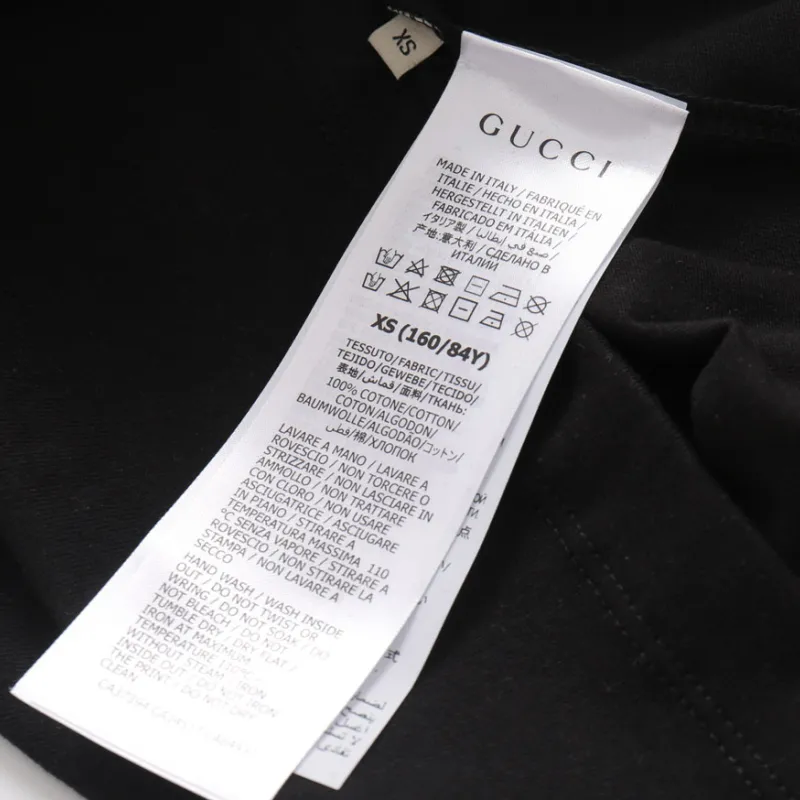 XS
GUCCI
MADE IN ITALY / FABRIQUÉ EN
ITALIE / HECHO EN ITALIA /
HERGESTELLT IN ITALIEN /
FABRICADO EM ITÁLIA /
イタリア製 / صنع في إيطاليا /
产地:意大利 / СДЕЛАНО В
ИТАЛИИ
XS (160/84Y)
TESSUTO/FABRIC/TISSU/
TEJIDO/GEWEBE/TECIDO/
表地/قماش/面料/ТКАНЬ:
100% COTONE/COTTON/
COTON/ALGODON/
BAUMWOLLE/ALGODÃO/コットン/
قطن/棉/ХЛОПОК
LAVARE A MANO / LAVARE A
ROVESCIO / NON TORCERE O
STRIZZARE / NON LASCIARE IN
AMMOLLO / NON TRATTARE
CON CLORO / NON USARE
ASCIUGATRICE / ASCIUGARE
IN PIANO / STIRARE A
TEMPERATURA MASSIMA 110
°C SENZA VAPORE / STIRARE A
ROVESCIO / NON STIRARE LA
STAMPA / NON LAVARE A
SECCO
HAND WASH / WASH INSIDE
OUT / DO NOT TWIST OR
WRING / DO NOT SOAK / DO
NOT BLEACH / DO NOT
TUMBLE DRY / DRY FLAT /
IRON AT MAXIMUM
TEMPERATURE 110°C
WITHOUT STEAM / IRON
INSIDE OUT / DO NOT IRON
THE PRINT / DO NOT DRY
CLEAN
点
式